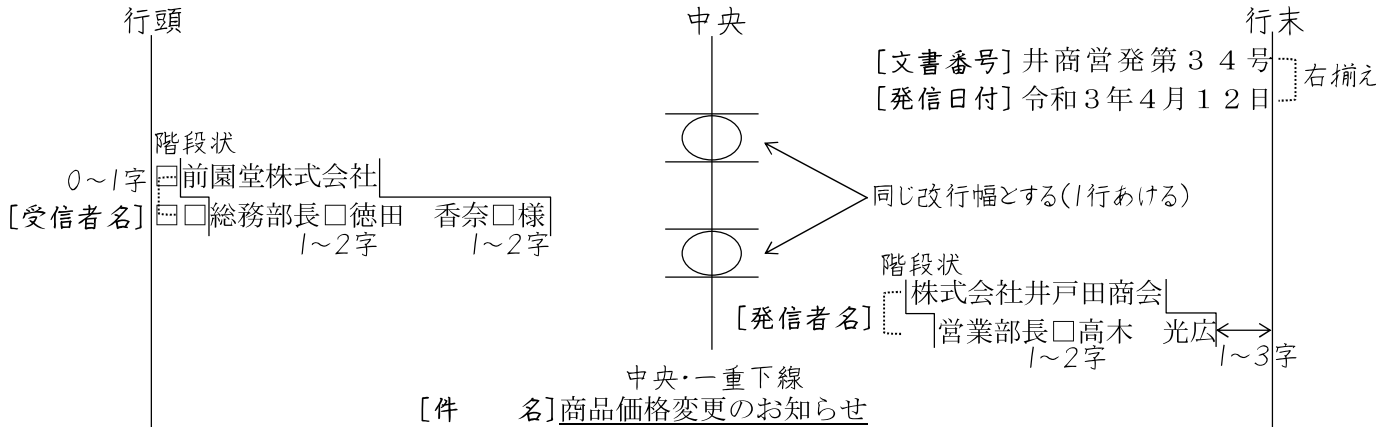 行頭 中央 行末
[文書番号] 井商営発第３４号
右揃え
[発信日付] 令和３年４月１２日
階段状
0〜1字 □前園堂株式会社
[受信者名] □□総務部長□徳田　香奈□様
1〜2字 1〜2字
同じ改行幅とする(1行あける)
階段状
株式会社井戸田商会
[発信者名] 営業部長□高木　光広
1〜2字 1〜3字
中央・一重下線
[件　　名] 商品価格変更のお知らせ